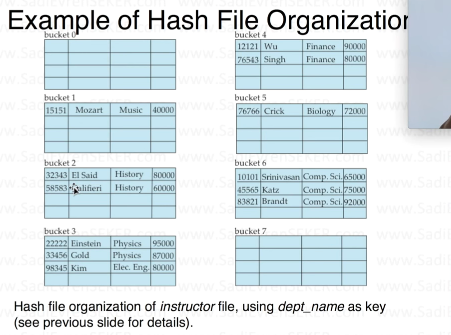 Example of Hash File Organization
bucket 0
bucket 1
15151 Mozart Music 40000
bucket 2
32343 El Said History 80000
58583 History 60000
bucket 3
22222 Einstein Physics 95000
33456 Gold Physics 87000
98345 Kim Elec. Eng. 80000
bucket 4
12121 Wu Finance 90000
76543 Singh Finance 80000
bucket 5
76766 Crick Biology 72000
bucket 6
10101 Srinivasan Comp. Sci. 65000
45565 Katz Comp. Sci. 75000
83821 Brandt Comp. Sci. 92000
bucket 7
Hash file organization of instructor file, using dept_name as key
(see previous slide for details).